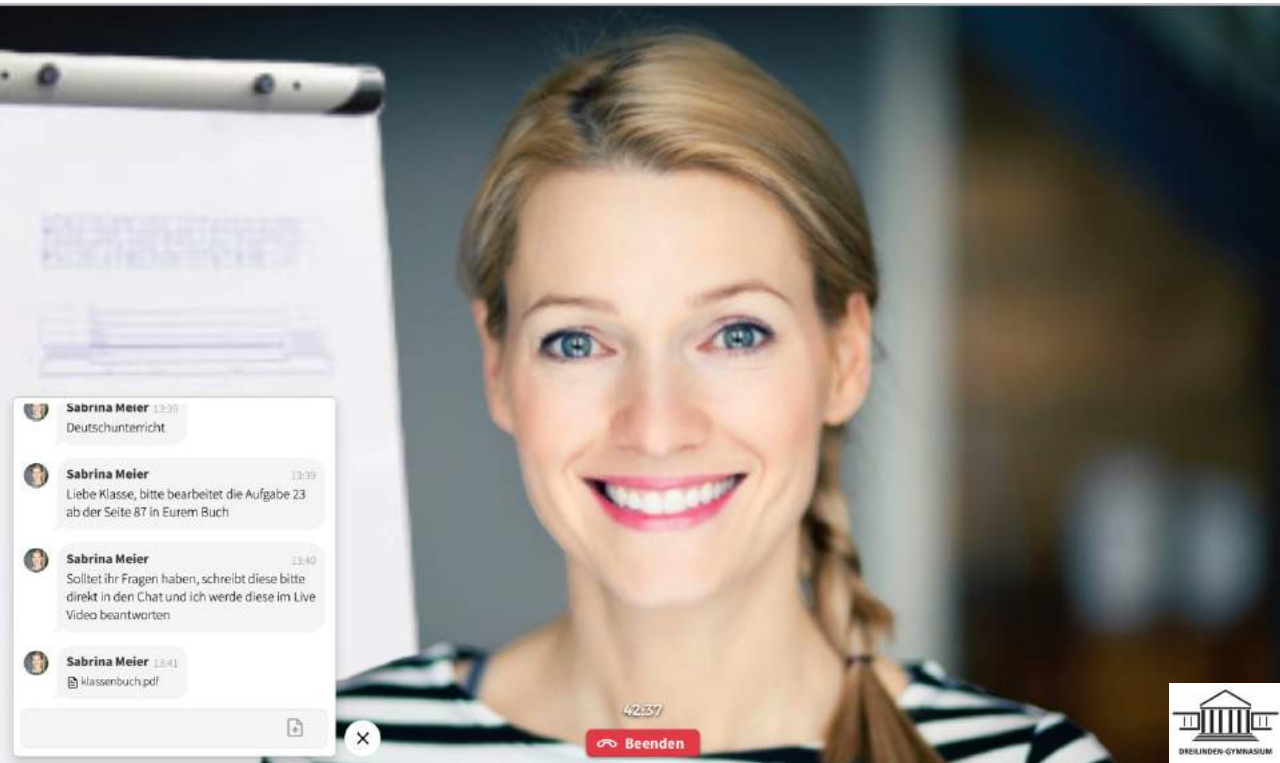 Sabrina Meier 13:39
Deutschunterricht
Sabrina Meier 13:39
Liebe Klasse, bitte bearbeitet die Aufgabe 23
ab der Seite 87 in Eurem Buch
Sabrina Meier 13:40
Solltet ihr Fragen haben, schreibt diese bitte
direkt in den Chat und ich werde diese im Live
Video beantworten
Sabrina Meier 13:41
klassenbuch.pdf
42:37
Beenden
DREILINDEN-GYMNASIUM